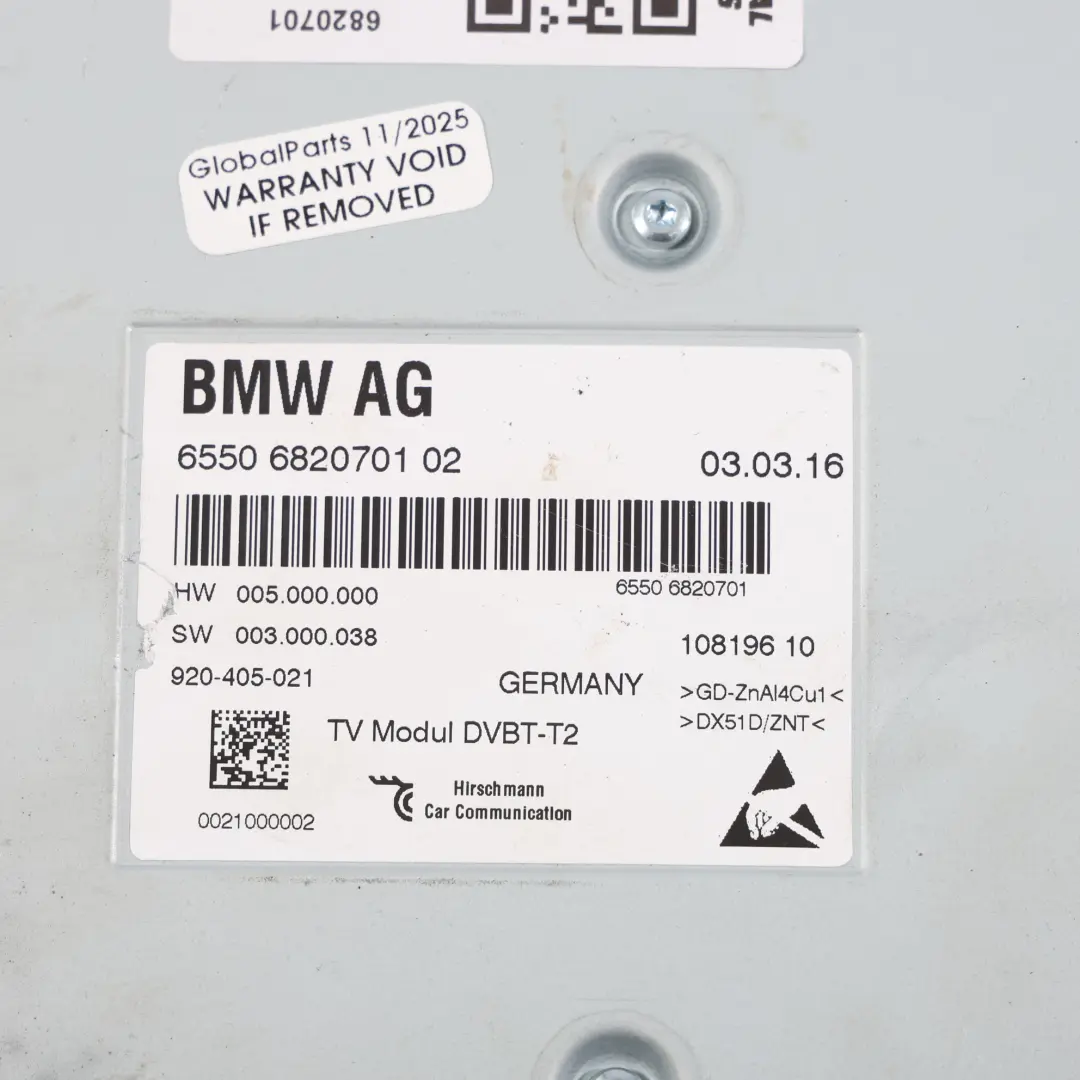 6820701
GlobalParts 11/2025
WARRANTY VOID
IF REMOVED
BMW AG
6550 6820701 02
03.03.16
6550 6820701
HW 005.000.000
SW 003.000.038
108196 10
920-405-021
GERMANY
>GD-ZnAl4Cu1<
>DX51D/ZNT<
TV Modul DVBT-T2
Hirschmann
Car Communication
0021000002